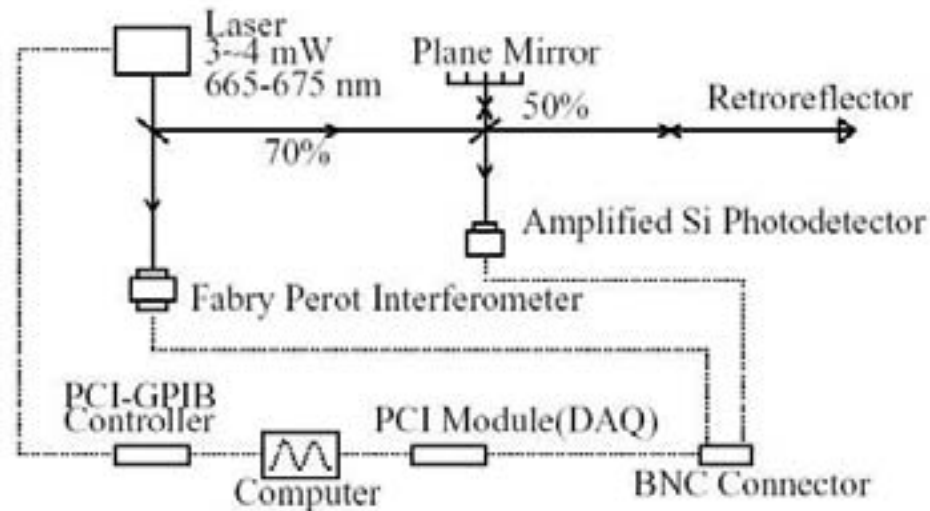 Laser
3~4 mW
665-675 nm
Plane Mirror
50%
Retroreflector
70%
Amplified Si Photodetector
Fabry Perot Interferometer
PCI-GPIB
Controller
PCI Module(DAQ)
Computer
BNC Connector